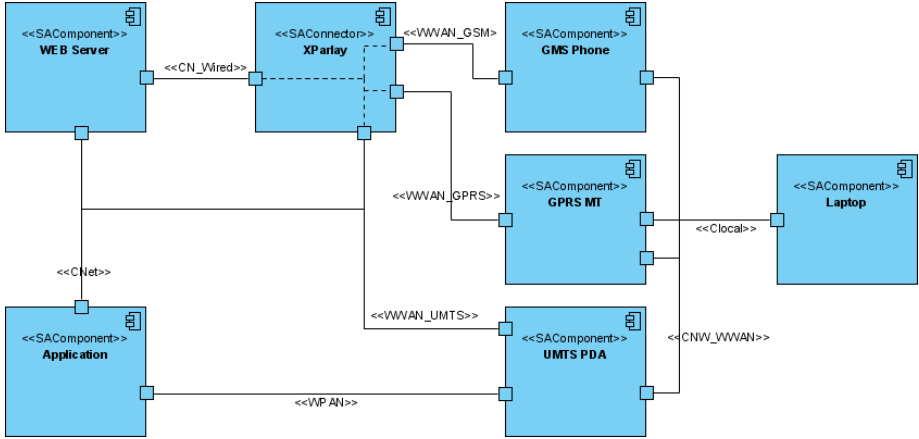 <<SAComponent>>
WEB Server
<<CN_Wired>>
<<SAConnector>>
XParlay
<<WWAN_GSM>
<<SAComponent>>
GMS Phone
<<WWAN_GPRS>>
<<SAComponent>>
GPRS MT
<<Clocal>>
<<SAComponent>>
Laptop
<<CNet>>
<<SAComponent>>
Application
<<WWAN_UMTS>>
<<SAComponent>>
UMTS PDA
<<CNW_WWAN>>
<<WPAN>>